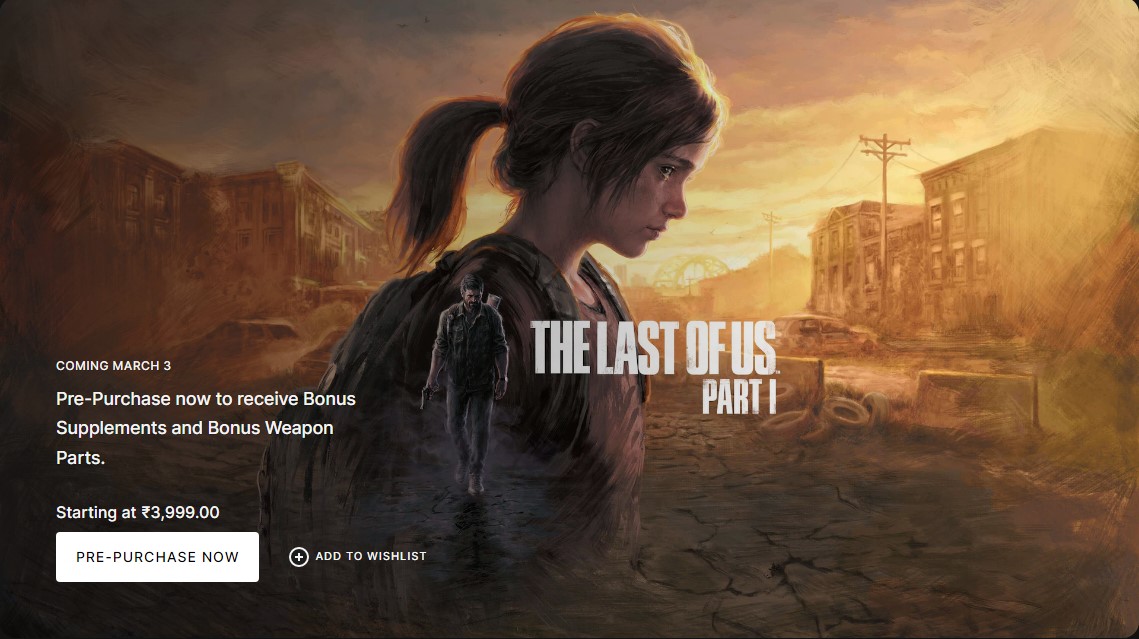 THE LAST OF US
PART I
COMING MARCH 3
Pre-Purchase now to receive Bonus
Supplements and Bonus Weapon
Parts.
Starting at ₹3,999.00
PRE-PURCHASE NOW
ADD TO WISHLIST